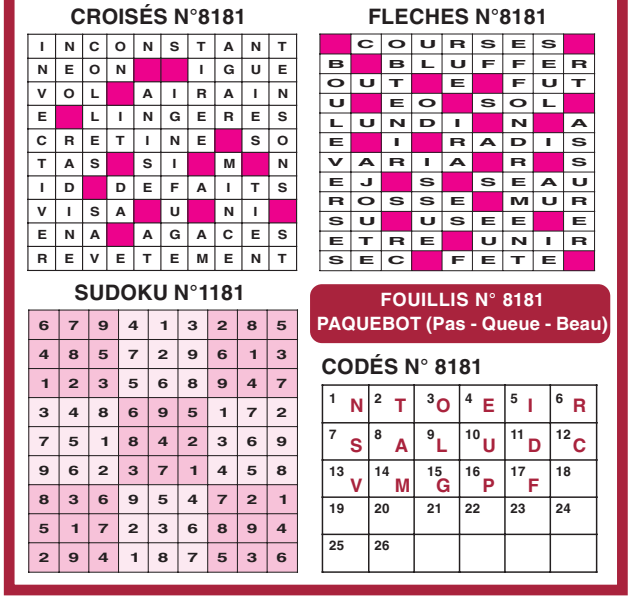 CROISÉS N°8181
I N C O N S T A N T
N E O N I G U E
V O L A I R A I N
E L I N G E R E S
C R E T I N E S O
T A S S I M N
I D D E F A I T S
V I S A U N I
E N A A G A C E S
R E V E T E M E N T
FLECHES N°8181
C O U R S E S
B B L U F F E R
O U T E F U T
U E O S O L
L U N D I N A
E I R A D I S
V A R I A R S
E J S S E A U
R O S S E M U R
S U U S E E E
E T R E U N I R
S E C F E T E
SUDOKU N°1181
6 7 9 4 1 3 2 8 5
4 8 5 7 2 9 6 1 3
1 2 3 5 6 8 9 4 7
3 4 8 6 9 5 1 7 2
7 5 1 8 4 2 3 6 9
9 6 2 3 7 1 4 5 8
8 3 6 9 5 4 7 2 1
5 1 7 2 3 6 8 9 4
2 9 4 1 8 7 5 3 6
FOUILLIS N° 8181
PAQUEBOT (Pas - Queue - Beau)
CODÉS N° 8181
1 N 2 T 3 O 4 E 5 I 6 R
7 S 8 A 9 L 10 U 11 D 12 C
13 V 14 M 15 G 16 P 17 F 18
19 20 21 22 23 24
25 26